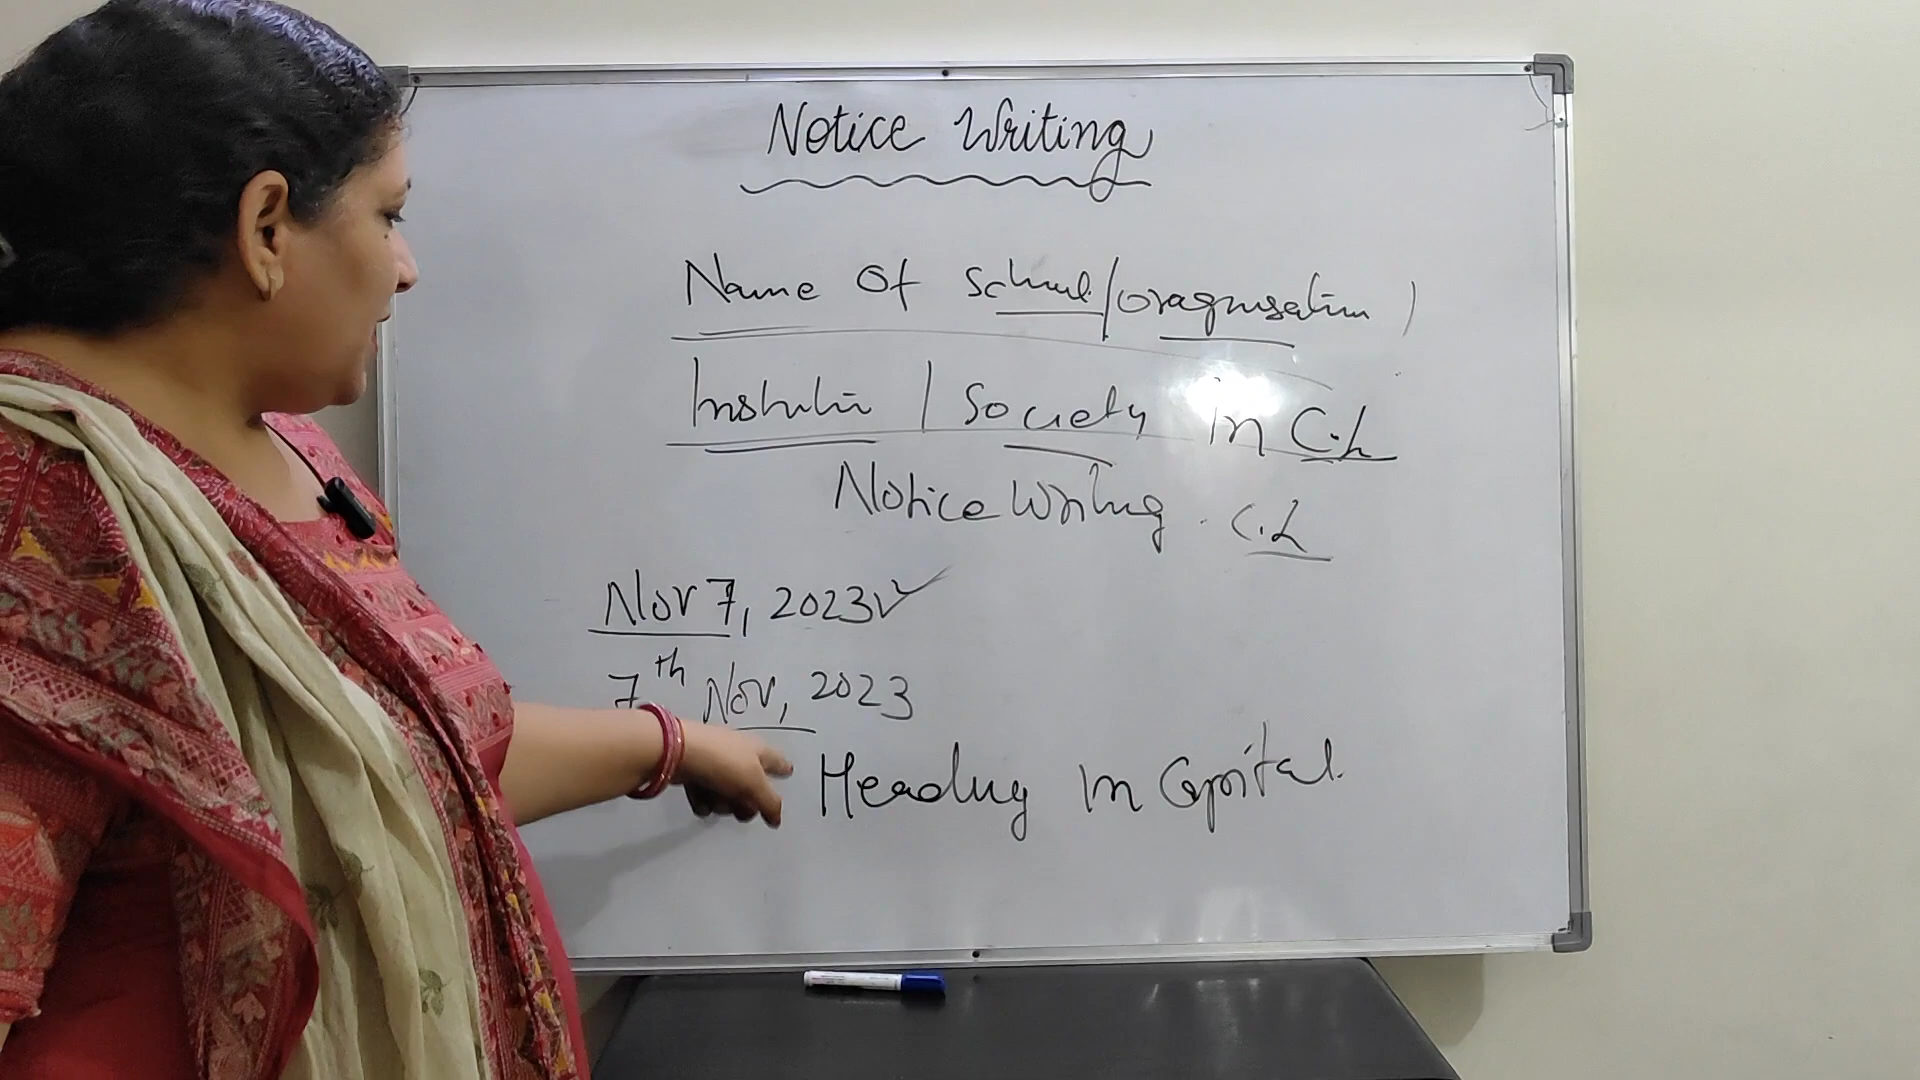 Notice Writing
Name Of School/oragnisation/
Institution / Society in C.L
Notice Writing . C.L
Nov 7, 2023
7th Nov, 2023
Heading in Capital.